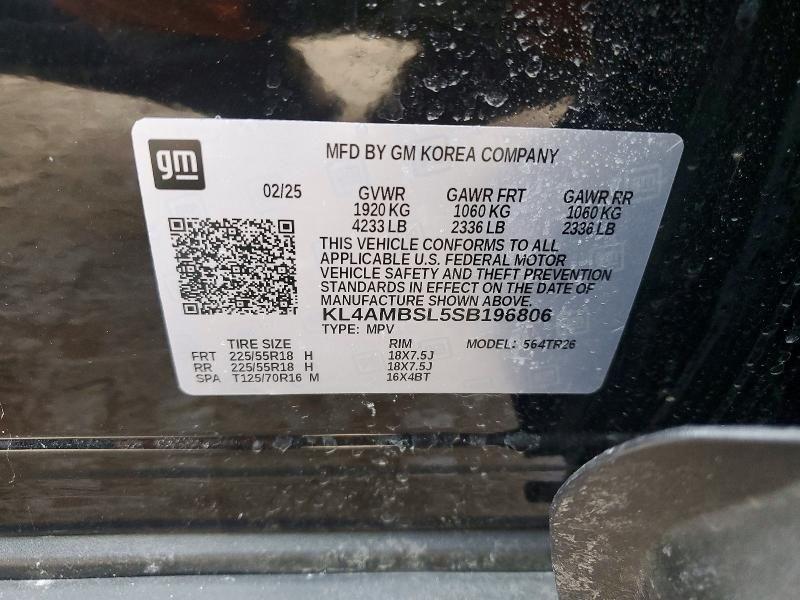 gm
MFD BY GM KOREA COMPANY
02/25 GVWR GAWR FRT GAWR RR
1920 KG 1060 KG 1060 KG
4233 LB 2336 LB 2336 LB
THIS VEHICLE CONFORMS TO ALL
APPLICABLE U.S. FEDERAL MOTOR
VEHICLE SAFETY AND THEFT PREVENTION
STANDARDS IN EFFECT ON THE DATE OF
MANUFACTURE SHOWN ABOVE.
KL4AMBSL5SB196806
TYPE: MPV
TIRE SIZE RIM MODEL: 564TR26
FRT 225/55R18 H 18X7.5J
RR 225/55R18 H 18X7.5J
SPA T125/70R16 M 16X4BT